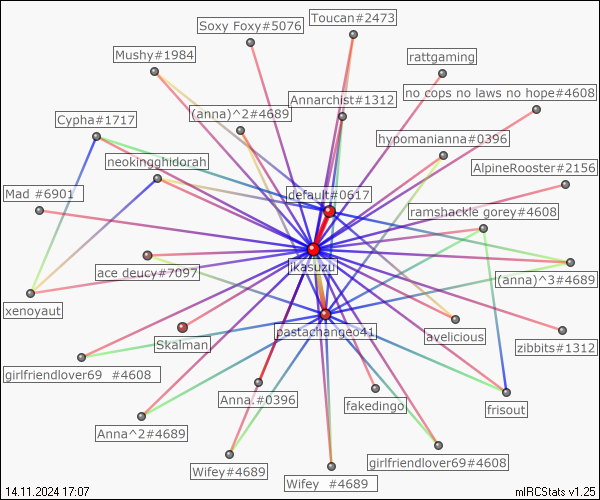 Toucan#2473
Soxy Foxy#5076
Mushy#1984
rattgaming
no cops no laws no hope#4608
Annarchist#1312
(anna)^2#4689
Cypha#1717
hypomanianna#0396
neokingghidorah
AlpineRooster#2156
default#0617
Mad #6901
ramshackle gorey#4608
jkasuzu
ace deucy#7097
(anna)^3#4689
xenoyaut
pastachangeo41
avelicious
Skalman
zibbits#1312
girlfriendlover69 #4608
Anna.#0396
fakedingo
frisout
Anna^2#4689
girlfriendlover69#4608
Wifey#4689
Wifey #4689
14.11.2024 17:07
mIRCStats v1.25